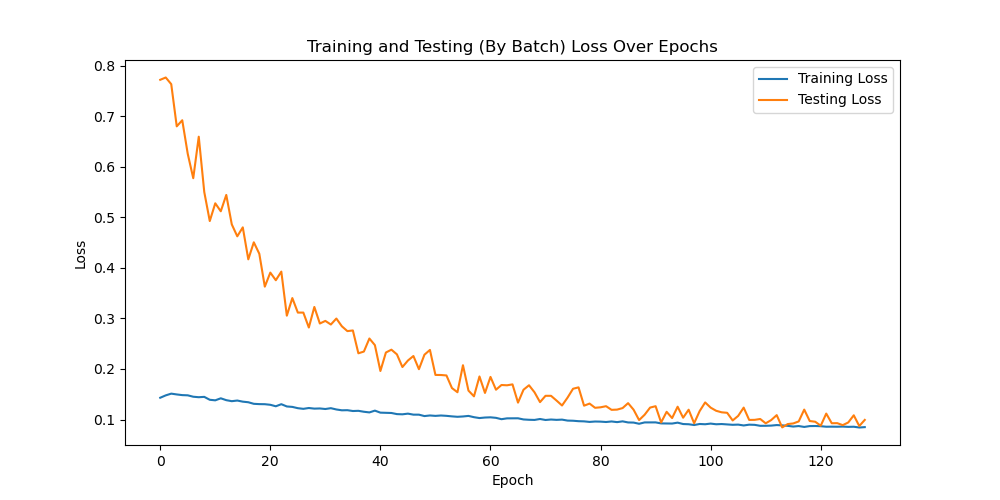 Training and Testing (By Batch) Loss Over Epochs
Training Loss
Testing Loss
0.8
0.7
0.6
0.5
0.4
0.3
0.2
0.1
Loss
0 20 40 60 80 100 120
Epoch